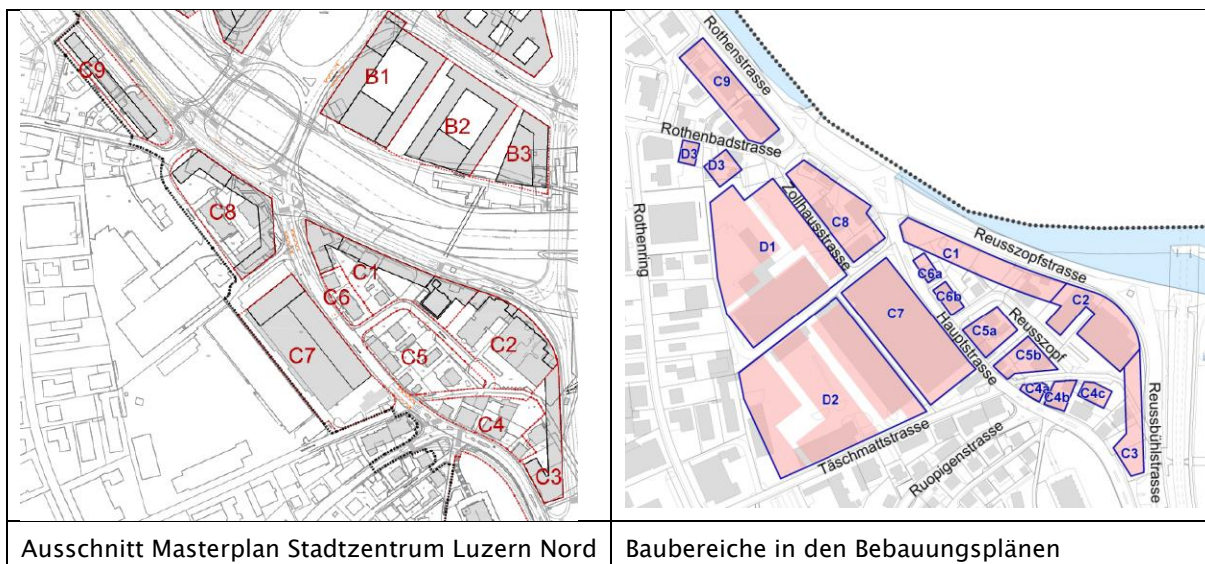 C9
B1
B2
B3
C8
C1
C6
C7
C5
C2
C4
C3
Rothenstrasse
C9
Rothenbadstrasse
D3
D3
Rothenring
D1
Zollhausstrasse
C8
Reusszopfstrasse
C1
C6a
C6b
C2
C7
Hauptstrasse
C5a
Reusszopf
C5b
D2
C4a
C4b
C4c
Täschmattstrasse
Ruopigenstrasse
C3
Reussbühlstrasse
Ausschnitt Masterplan Stadtzentrum Luzern Nord
Baubereiche in den Bebauungsplänen